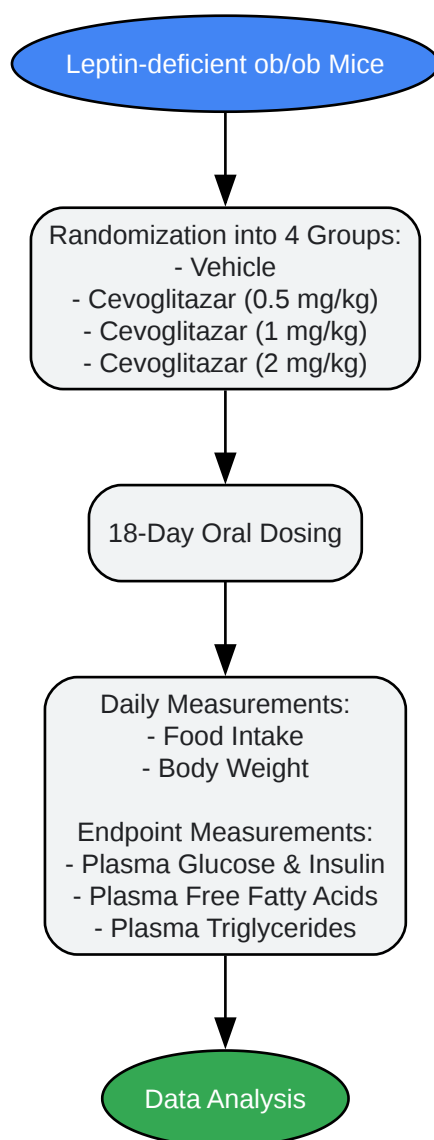 Leptin-deficient ob/ob Mice
Randomization into 4 Groups:
- Vehicle
- Cevoglitazar (0.5 mg/kg)
- Cevoglitazar (1 mg/kg)
- Cevoglitazar (2 mg/kg)
18-Day Oral Dosing
Daily Measurements:
- Food Intake
- Body Weight
Endpoint Measurements:
- Plasma Glucose & Insulin
- Plasma Free Fatty Acids
- Plasma Triglycerides
Data Analysis